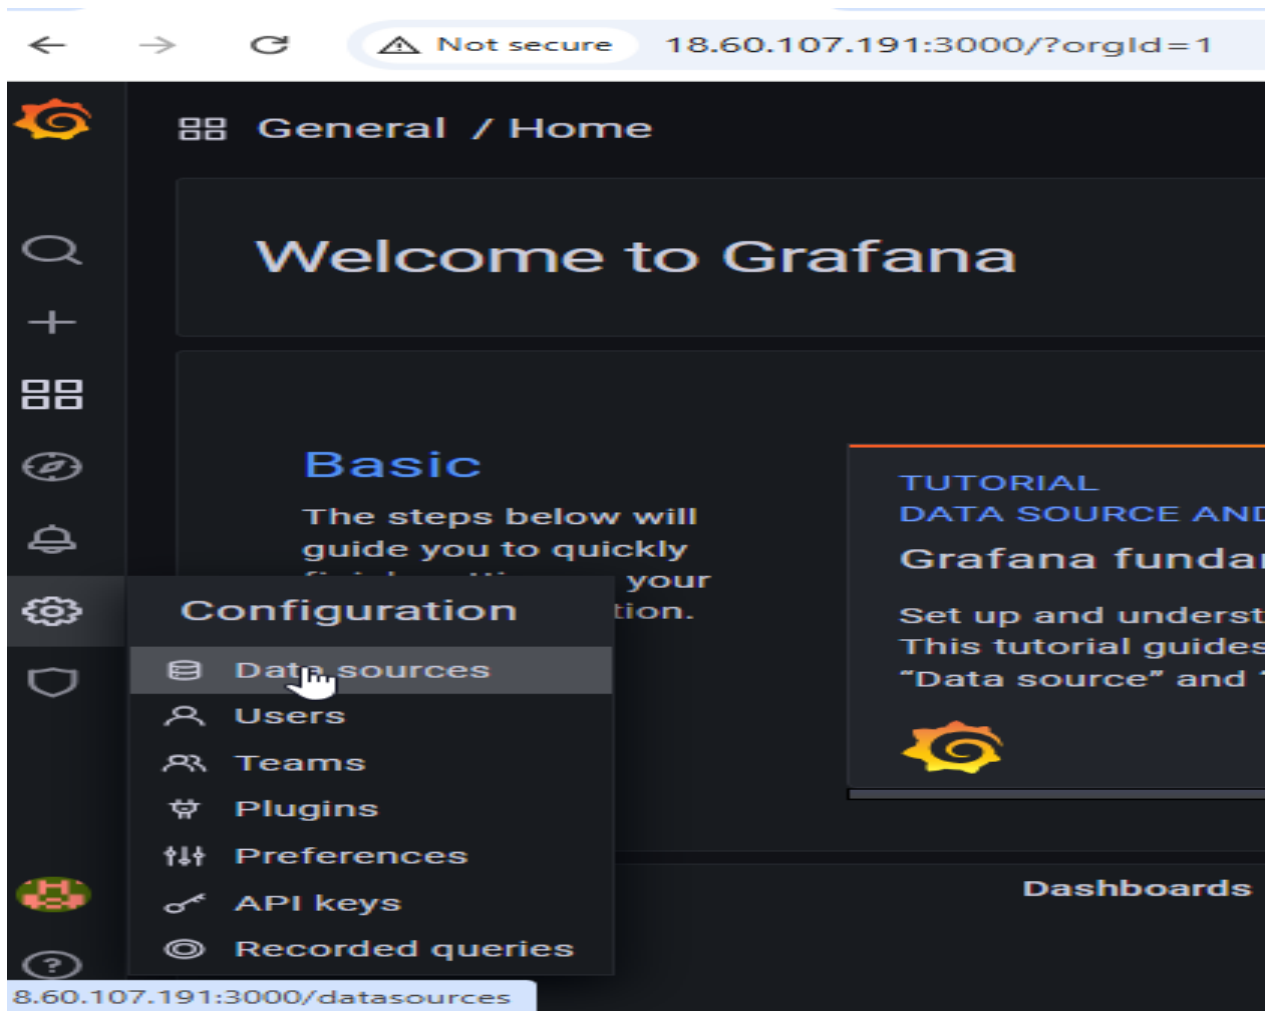 Not secure 18.60.107.191:3000/?orgId=1
General / Home
Welcome to Grafana
Basic
The steps below will
guide you to quickly
your
tion.
TUTORIAL
DATA SOURCE AND
Grafana fundar
Set up and underst
This tutorial guides
“Data source” and
Configuration
Data sources
Users
Teams
Plugins
Preferences
API keys
Recorded queries
Dashboards
8.60.107.191:3000/datasources